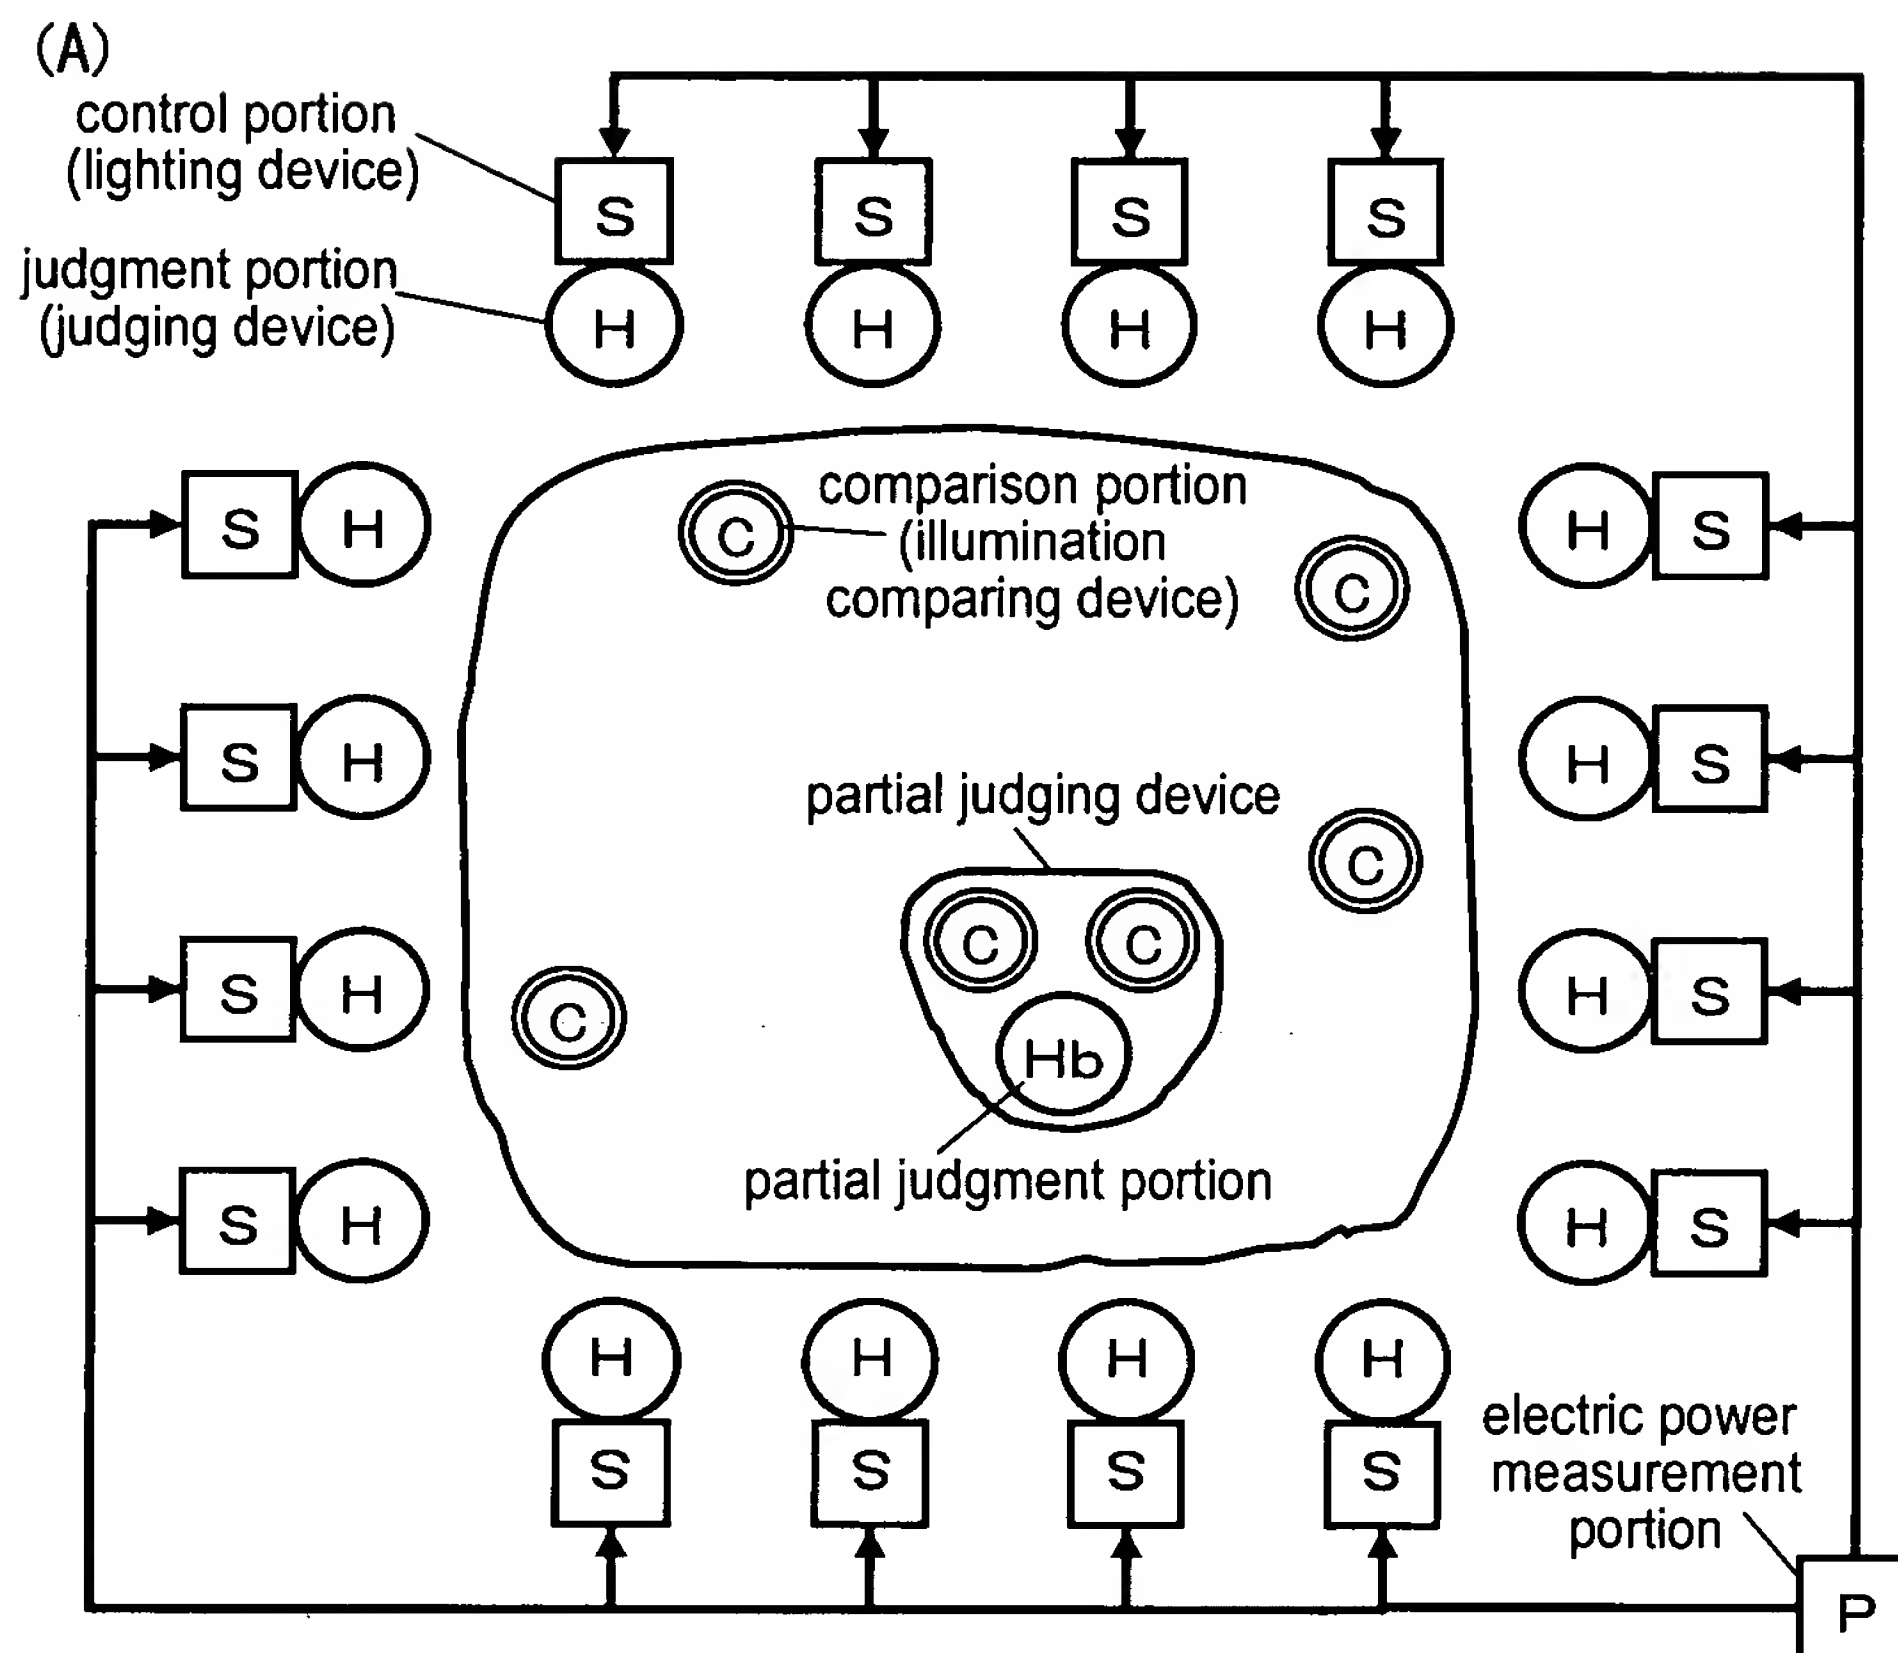 (A)
control portion
(lighting device)
S S S S
judgment portion
(judging device)
H H H H
comparison portion
(illumination
comparing device)
C
C
S H
H S
S H
H S
partial judging device
C
C C
S H
H S
C
Hb
partial judgment portion
S H
H S
H H H H
S S S S
electric power
measurement
portion
P